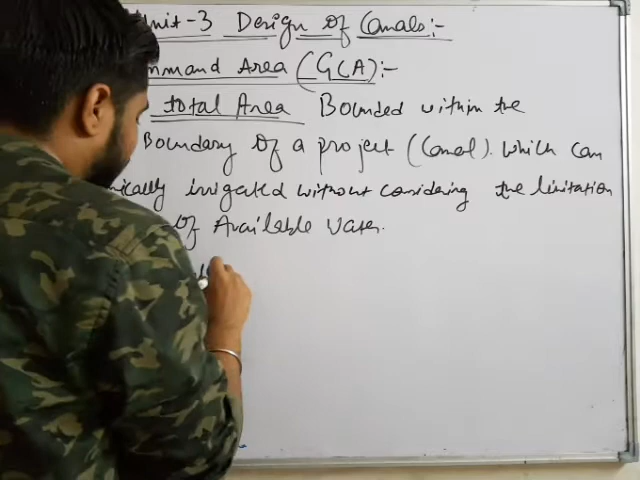 Unit-3 Design of Canals:-
mmand Area (GCA):-
total Area Bounded within the
Boundary of a project (Canal). Which can
mically irrigated without considering the limitation
of Available Water.